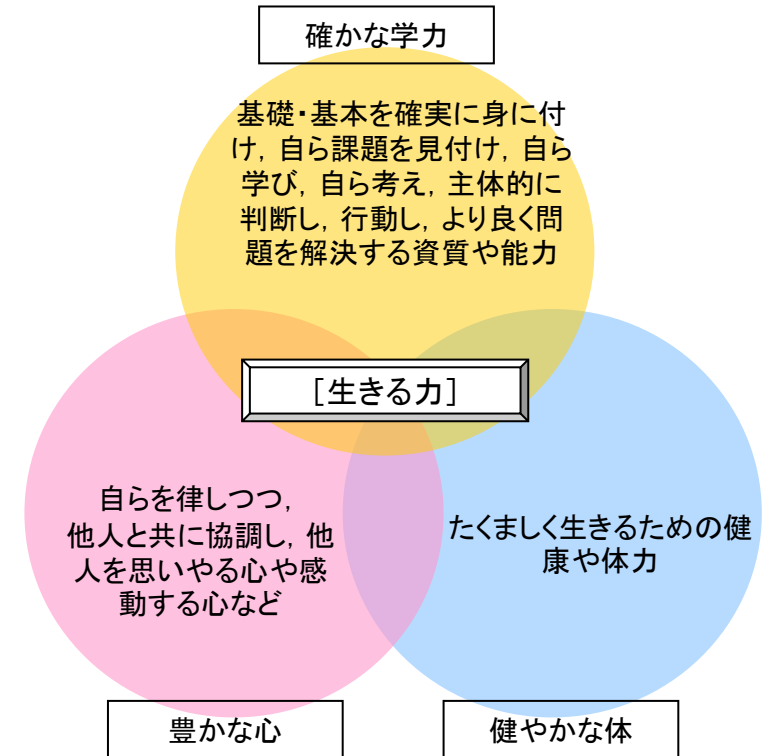 確かな学力
基礎・基本を確実に身に付
け，自ら課題を見付け，自ら
学び，自ら考え，主体的に
判断し，行動し，より良く問
題を解決する資質や能力
［生きる力］
自らを律しつつ，
他人と共に協調し，他
人を思いやる心や感
動する心など
たくましく生きるための健
康や体力
豊かな心
健やかな体